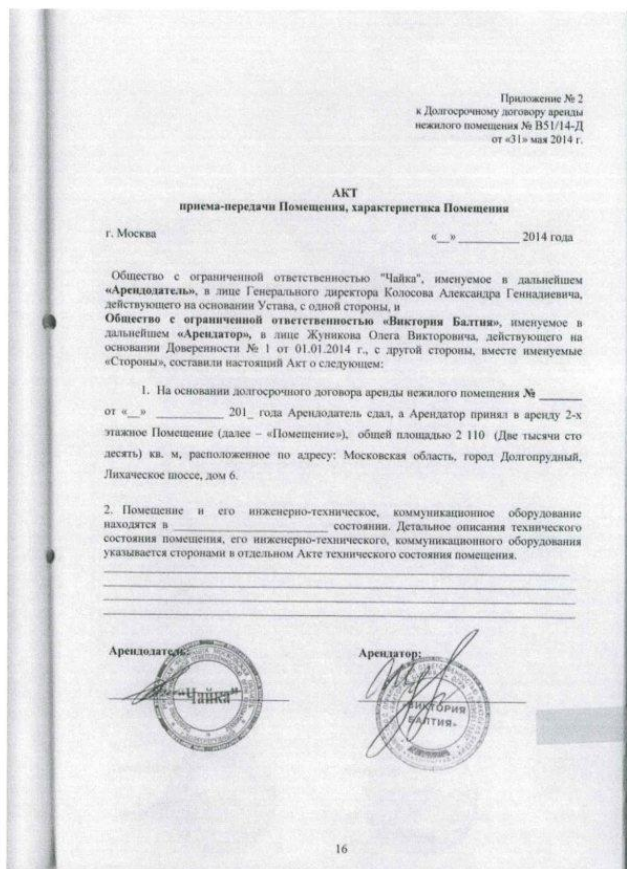 Приложение № 2
к Долгосрочному договору аренды
нежилого помещения № В51/14-Д
от «31» мая 2014 г.
АКТ
приема-передачи Помещения, характеристика Помещения
г. Москва «__» __________ 2014 года
Общество с ограниченной ответственностью "Чайка", именуемое в дальнейшем
«Арендодатель», в лице Генерального директора Колосова Александра Геннадиевича,
действующего на основании Устава, с одной стороны, и
Общество с ограниченной ответственностью «Виктория Балтия», именуемое в
дальнейшем «Арендатор», в лице Жуникова Олега Викторовича, действующего на
основании Доверенности № 1 от 01.01.2014 г., с другой стороны, вместе именуемые
«Стороны», составили настоящий Акт о следующем:
1. На основании долгосрочного договора аренды нежилого помещения № _______
от «__» ___________ 201_ года Арендодатель сдал, а Арендатор принял в аренду 2-х
этажное Помещение (далее – «Помещение»), общей площадью 2 110 (Две тысячи сто
десять) кв. м, расположенное по адресу: Московская область, город Долгопрудный,
Лихаческое шоссе, дом 6.
2. Помещение и его инженерно-техническое, коммуникационное оборудование
находятся в ___________________________ состоянии. Детальное описания технического
состояния помещения, его инженерно-технического, коммуникационного оборудования
указывается сторонами в отдельном Акте технического состояния помещения.
Арендодатель: Арендатор:
"Чайка"
«ВИКТОРИЯ
БАЛТИЯ»
16